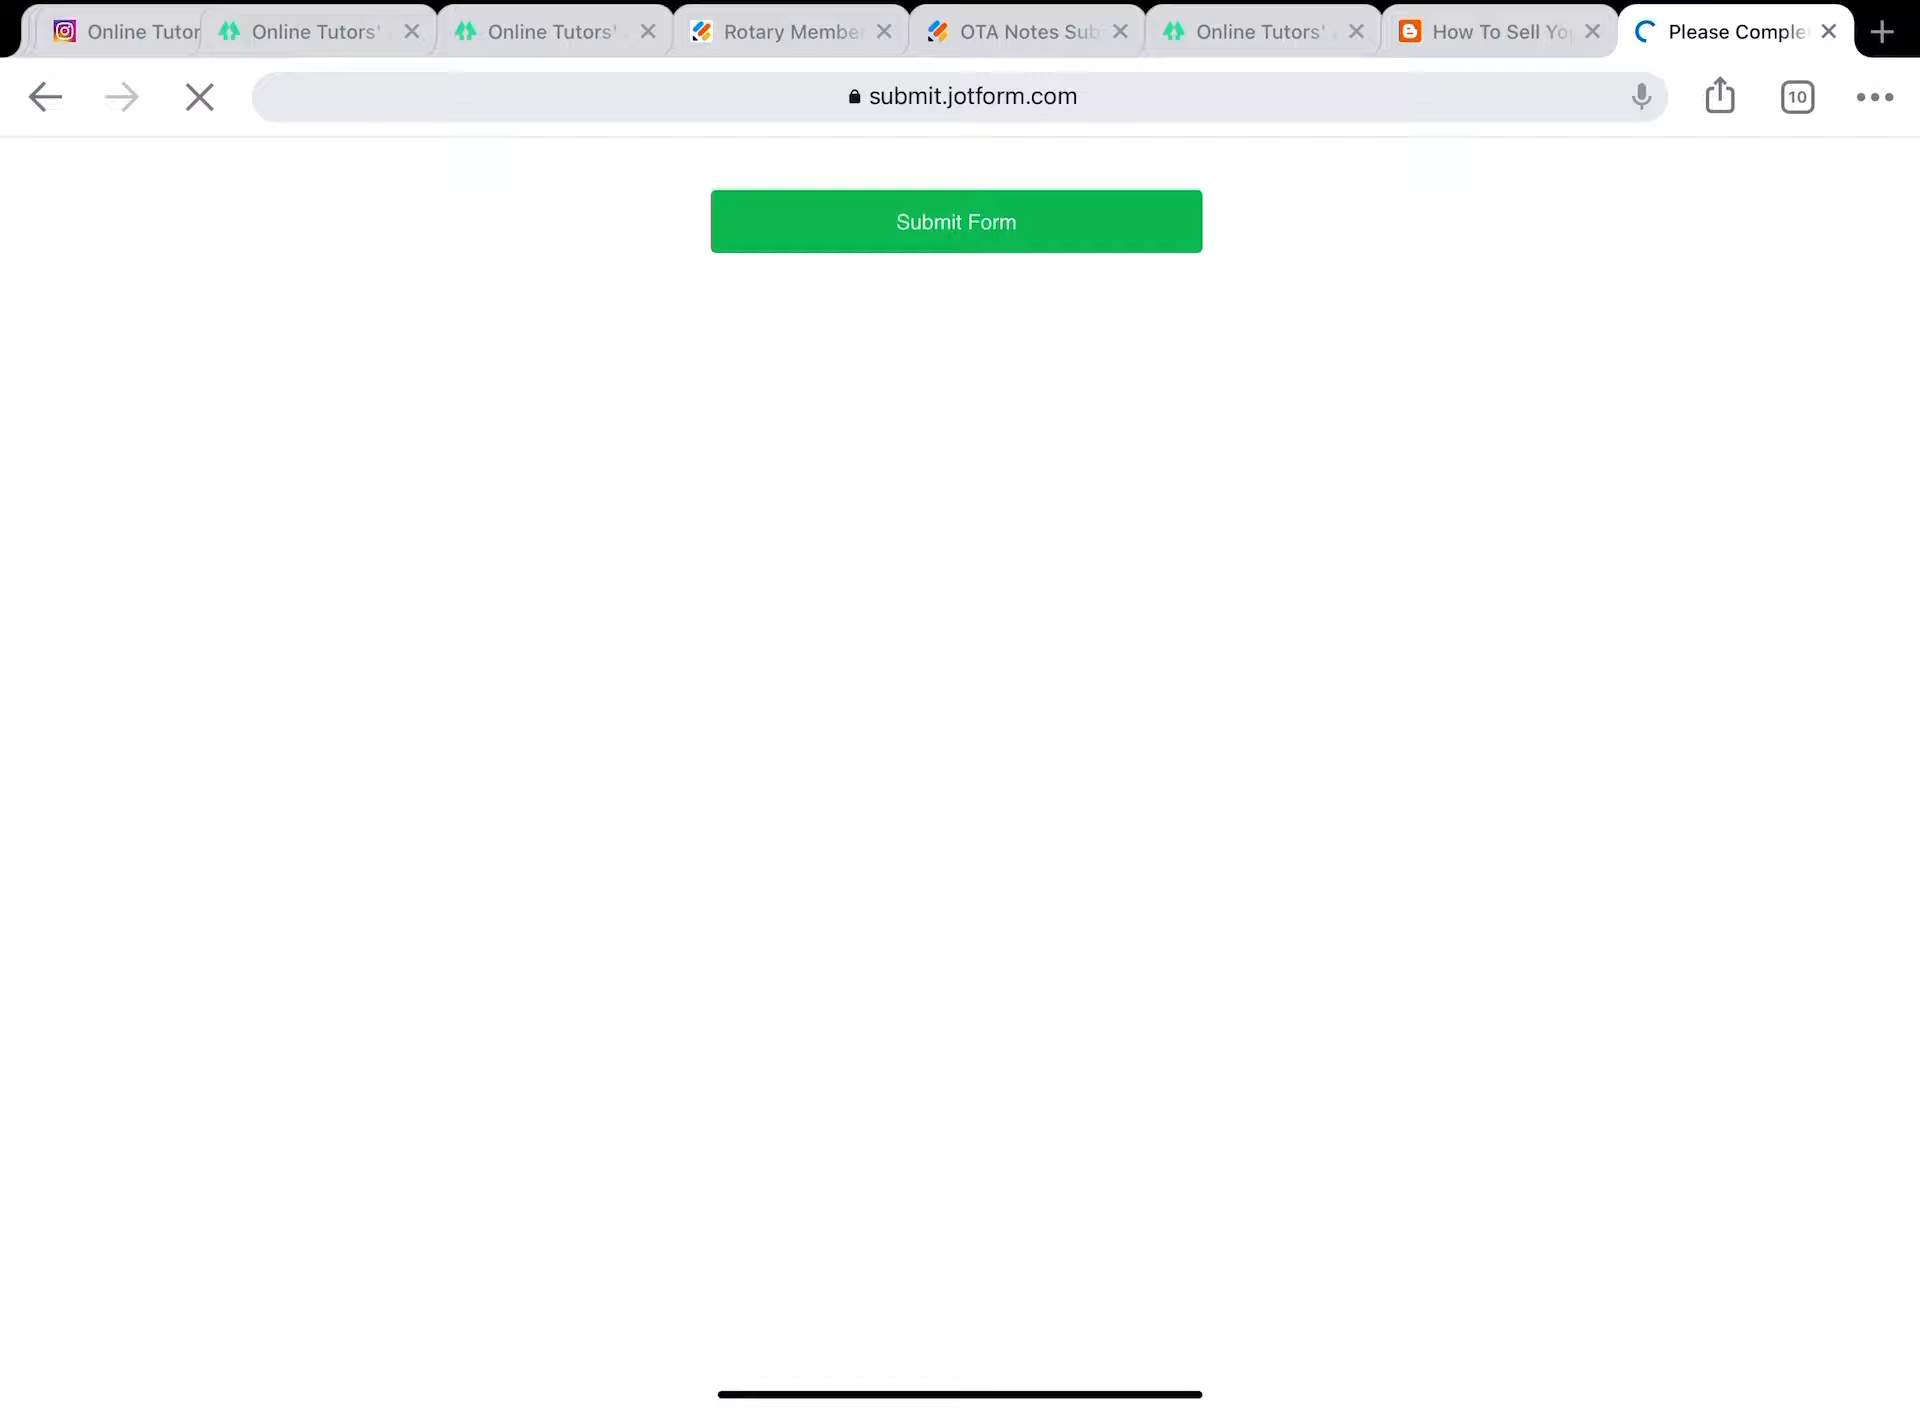 Online Tutor
Online Tutors'
Online Tutors'
Rotary Membe
OTA Notes Sub
Online Tutors'
How To Sell Yo
Please Comple
submit.jotform.com
10
Submit Form